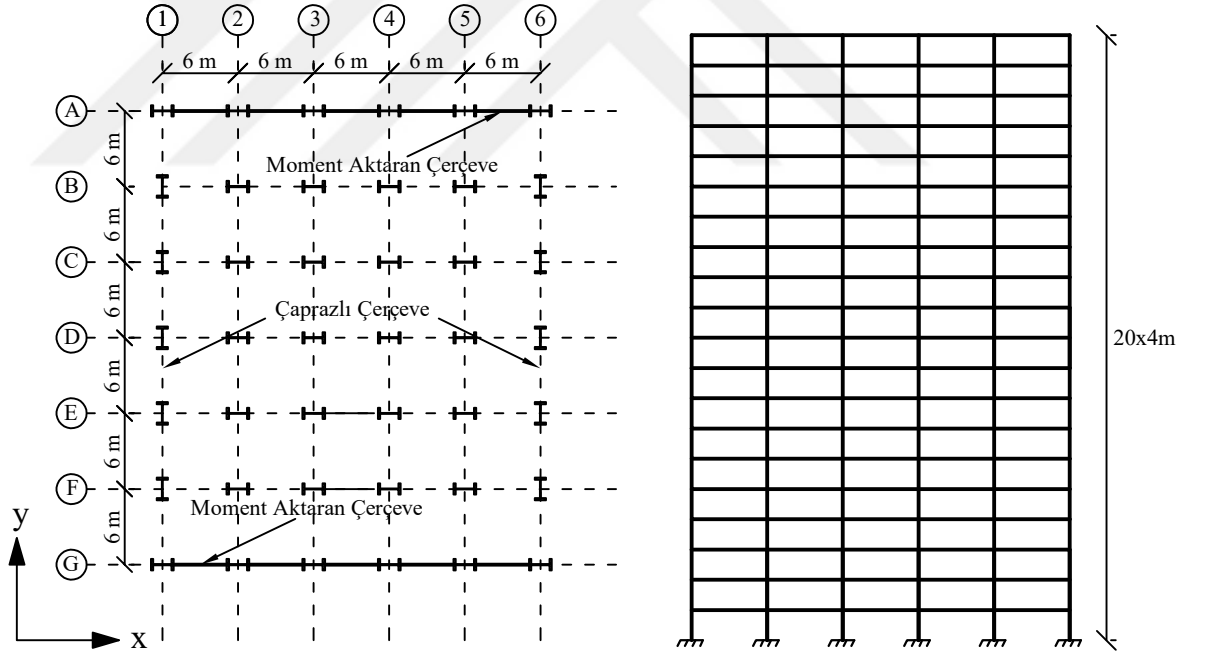 1 2 3 4 5 6
6 m 6 m 6 m 6 m 6 m
A
6 m
Moment Aktaran Çerçeve
B
6 m
C
6 m
Çaprazlı Çerçeve
D
6 m
E
6 m
F
Moment Aktaran Çerçeve
6 m
G
y
x
20x4m